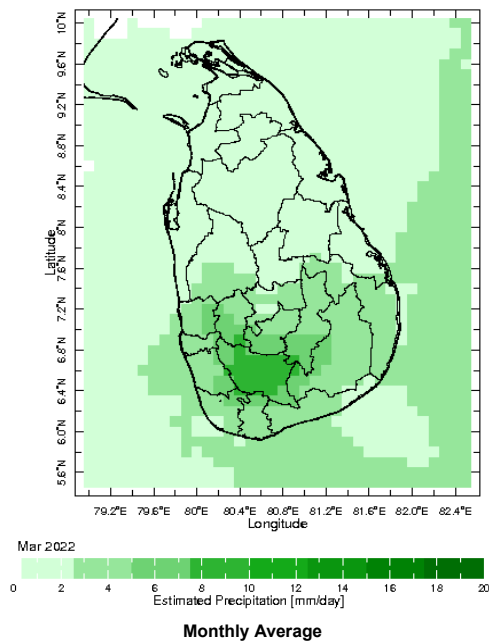 10°N
9.6°N
9.2°N
8.8°N
8.4°N
8°N
7.6°N
7.2°N
6.8°N
6.4°N
6.0°N
5.6°N
Latitude
79.2°E 79.6°E 80°E 80.4°E 80.8°E 81.2°E 81.6°E 82.0°E 82.4°E
Longitude
Mar 2022
0 2 4 6 8 10 12 14 16 18 20
Estimated Precipitation [mm/day]
Monthly Average